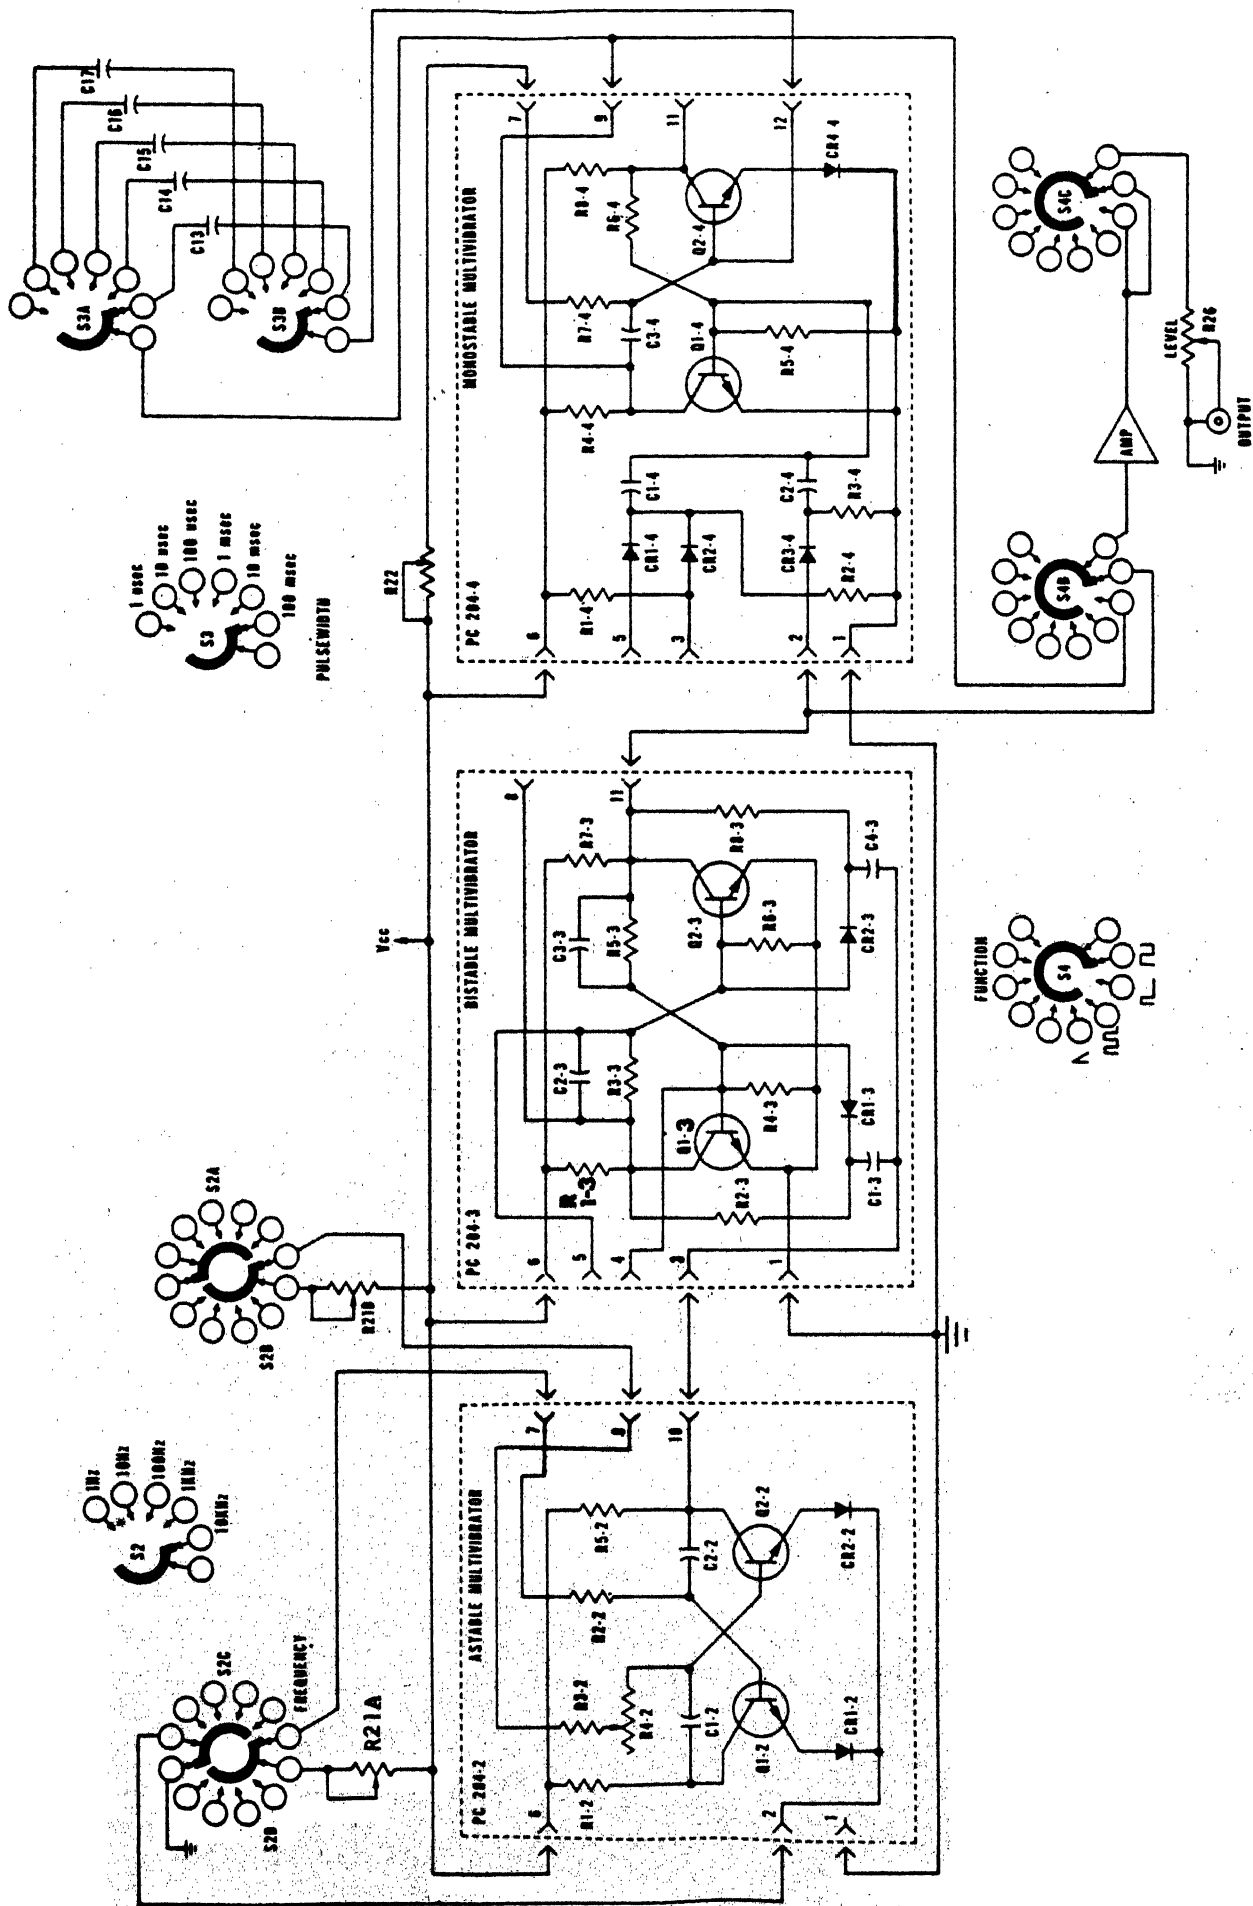 C17
C16
C15
C14
C13
S3A
S3B
1 usec
10 usec
100 usec
1 msec
10 msec
100 msec
S3
PULSEWIDTH
R22
Vcc
S2A
S2B
R21B
1Hz
10Hz
100Hz
1KHz
10KHz
S2
S2C
S2D
FREQUENCY
R21A
PC 204-4
MONOSTABLE MULTIVIBRATOR
7
9
11
12
6
5
3
2
1
R8-4
R6-4
Q2-4
CR4-4
R7-4
C3-4
Q1-4
R5-4
R4-4
C1-4
C2-4
R3-4
CR1-4
CR2-4
CR3-4
R2-4
R1-4
PC 204-3
BISTABLE MULTIVIBRATOR
8
11
6
5
4
3
1
R7-3
R8-3
C4-3
C3-3
R5-3
Q2-3
R6-3
CR2-3
C2-3
R3-3
Q1-3
R4-3
CR1-3
R
1-3
R2-3
C1-3
PC 204-2
ASTABLE MULTIVIBRATOR
7
10
6
2
1
R5-2
C2-2
Q2-2
CR2-2
R2-2
R3-2
R4-2
C1-2
Q1-2
CR1-2
R1-2
S4C
LEVEL
R26
OUTPUT
AMP
S4B
FUNCTION
S4